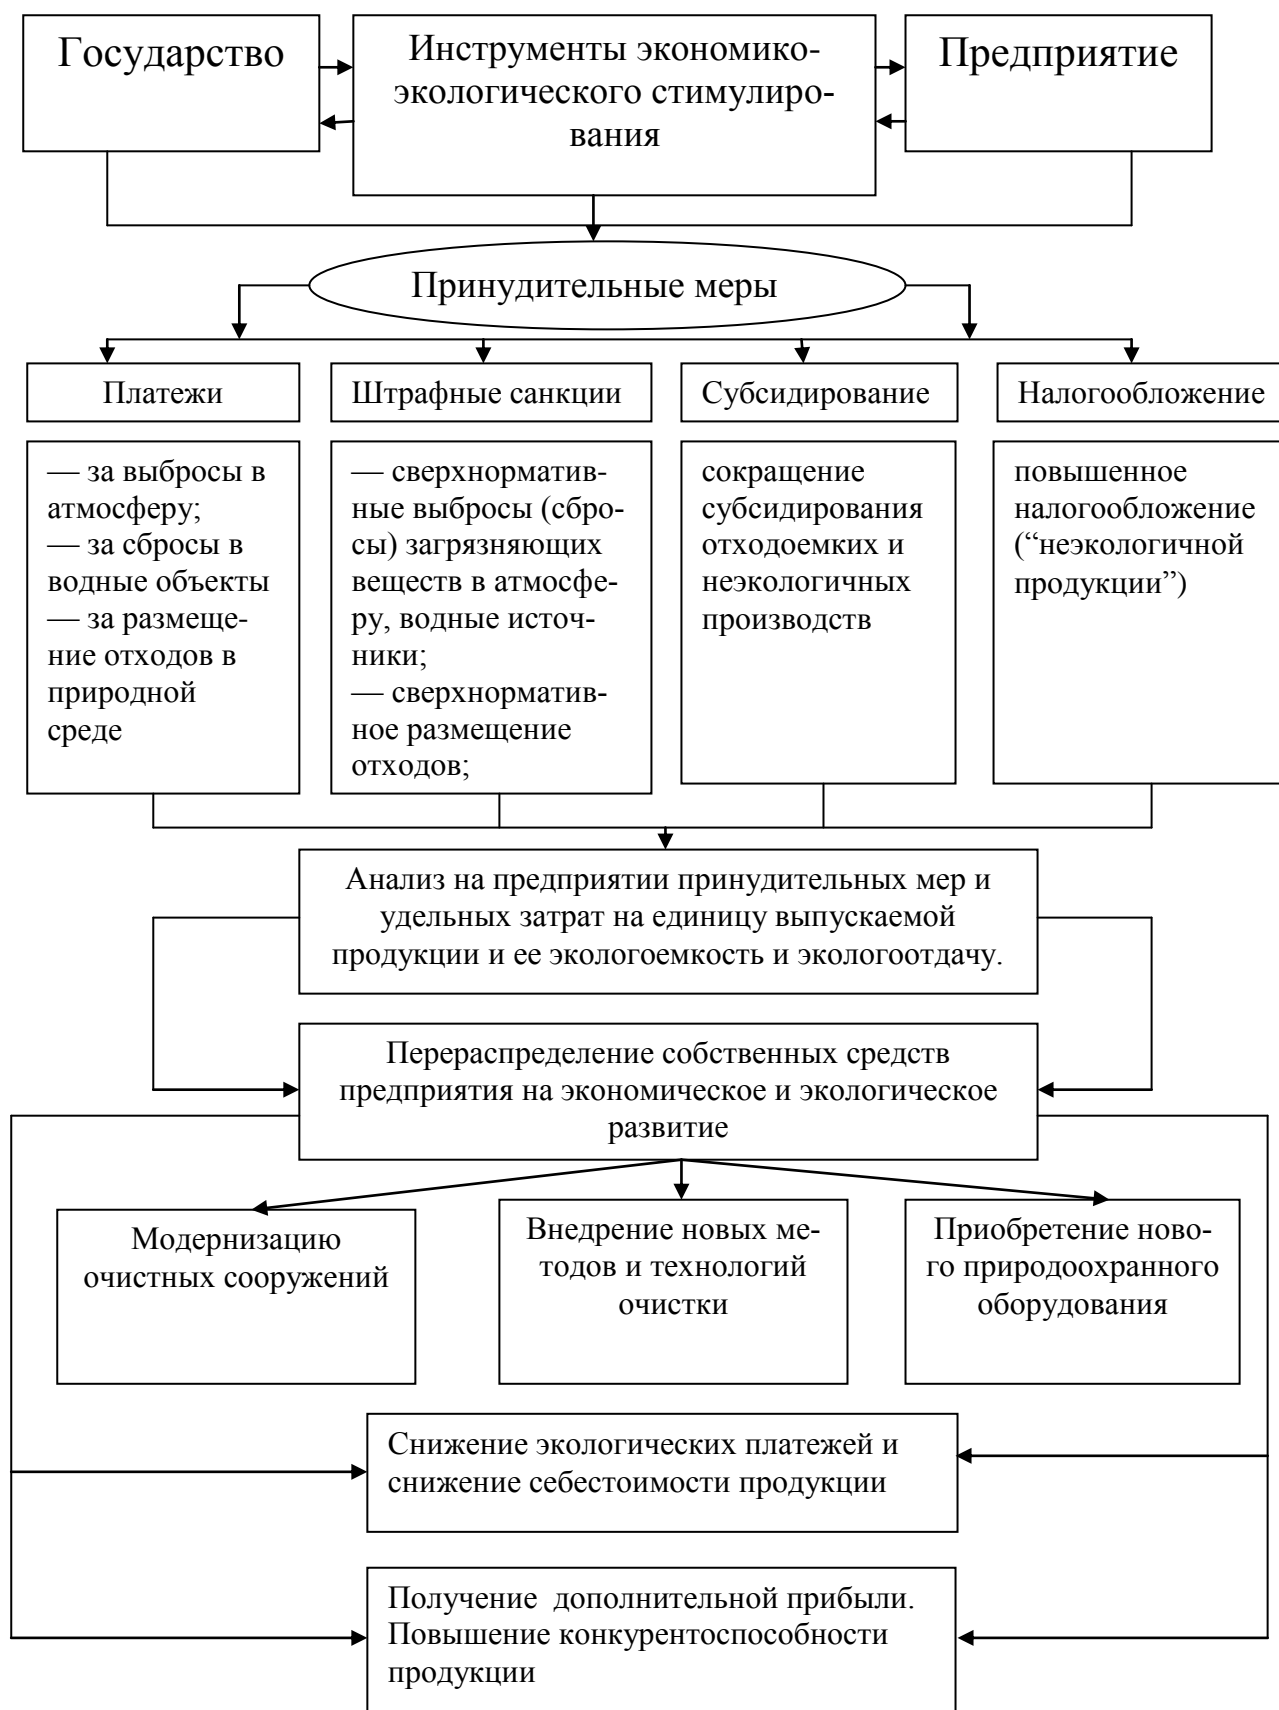 Государство
Инструменты экономико-
экологического стимулиро-
вания
Предприятие
Принудительные меры
Платежи
Штрафные санкции
Субсидирование
Налогообложение
— за выбросы в
атмосферу;
— за сбросы в
водные объекты
— за размеще-
ние отходов в
природной
среде
— сверхнорматив-
ные выбросы (сбро-
сы) загрязняющих
веществ в атмосфе-
ру, водные источ-
ники;
— сверхнорматив-
ное размещение
отходов;
сокращение
субсидирования
отходоемких и
неэкологичных
производств
повышенное
налогообложение
(“неэкологичной
продукции”)
Анализ на предприятии принудительных мер и
удельных затрат на единицу выпускаемой
продукции и ее экологоемкость и экологоотдачу.
Перераспределение собственных средств
предприятия на экономическое и экологическое
развитие
Модернизацию
очистных сооружений
Внедрение новых ме-
тодов и технологий
очистки
Приобретение ново-
го природоохранного
оборудования
Снижение экологических платежей и
снижение себестоимости продукции
Получение дополнительной прибыли.
Повышение конкурентоспособности
продукции